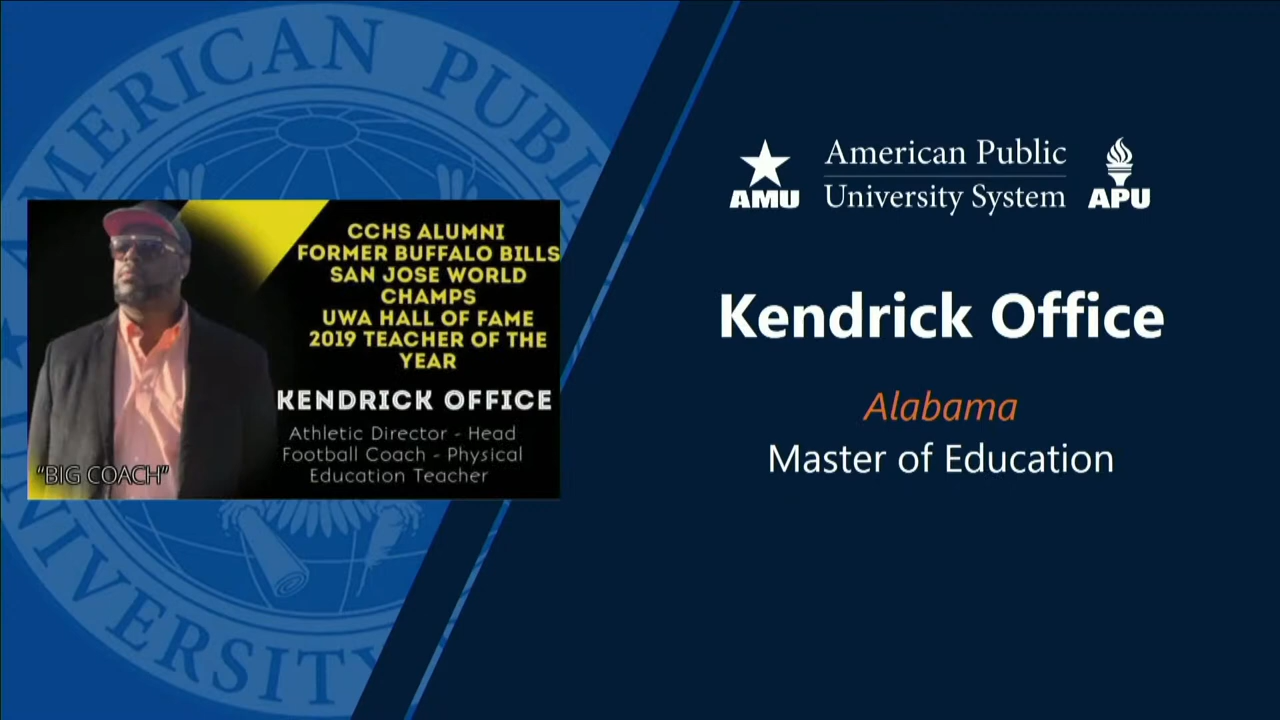 AMERICAN PUBLI
UNIVERSITY
CCHS ALUMNI
FORMER BUFFALO BILLS
SAN JOSE WORLD
CHAMPS
UWA HALL OF FAME
2019 TEACHER OF THE
YEAR
KENDRICK OFFICE
Athletic Director - Head
Football Coach - Physical
Education Teacher
"BIG COACH"
AMU
American Public
University System
APU
Kendrick Office
Alabama
Master of Education